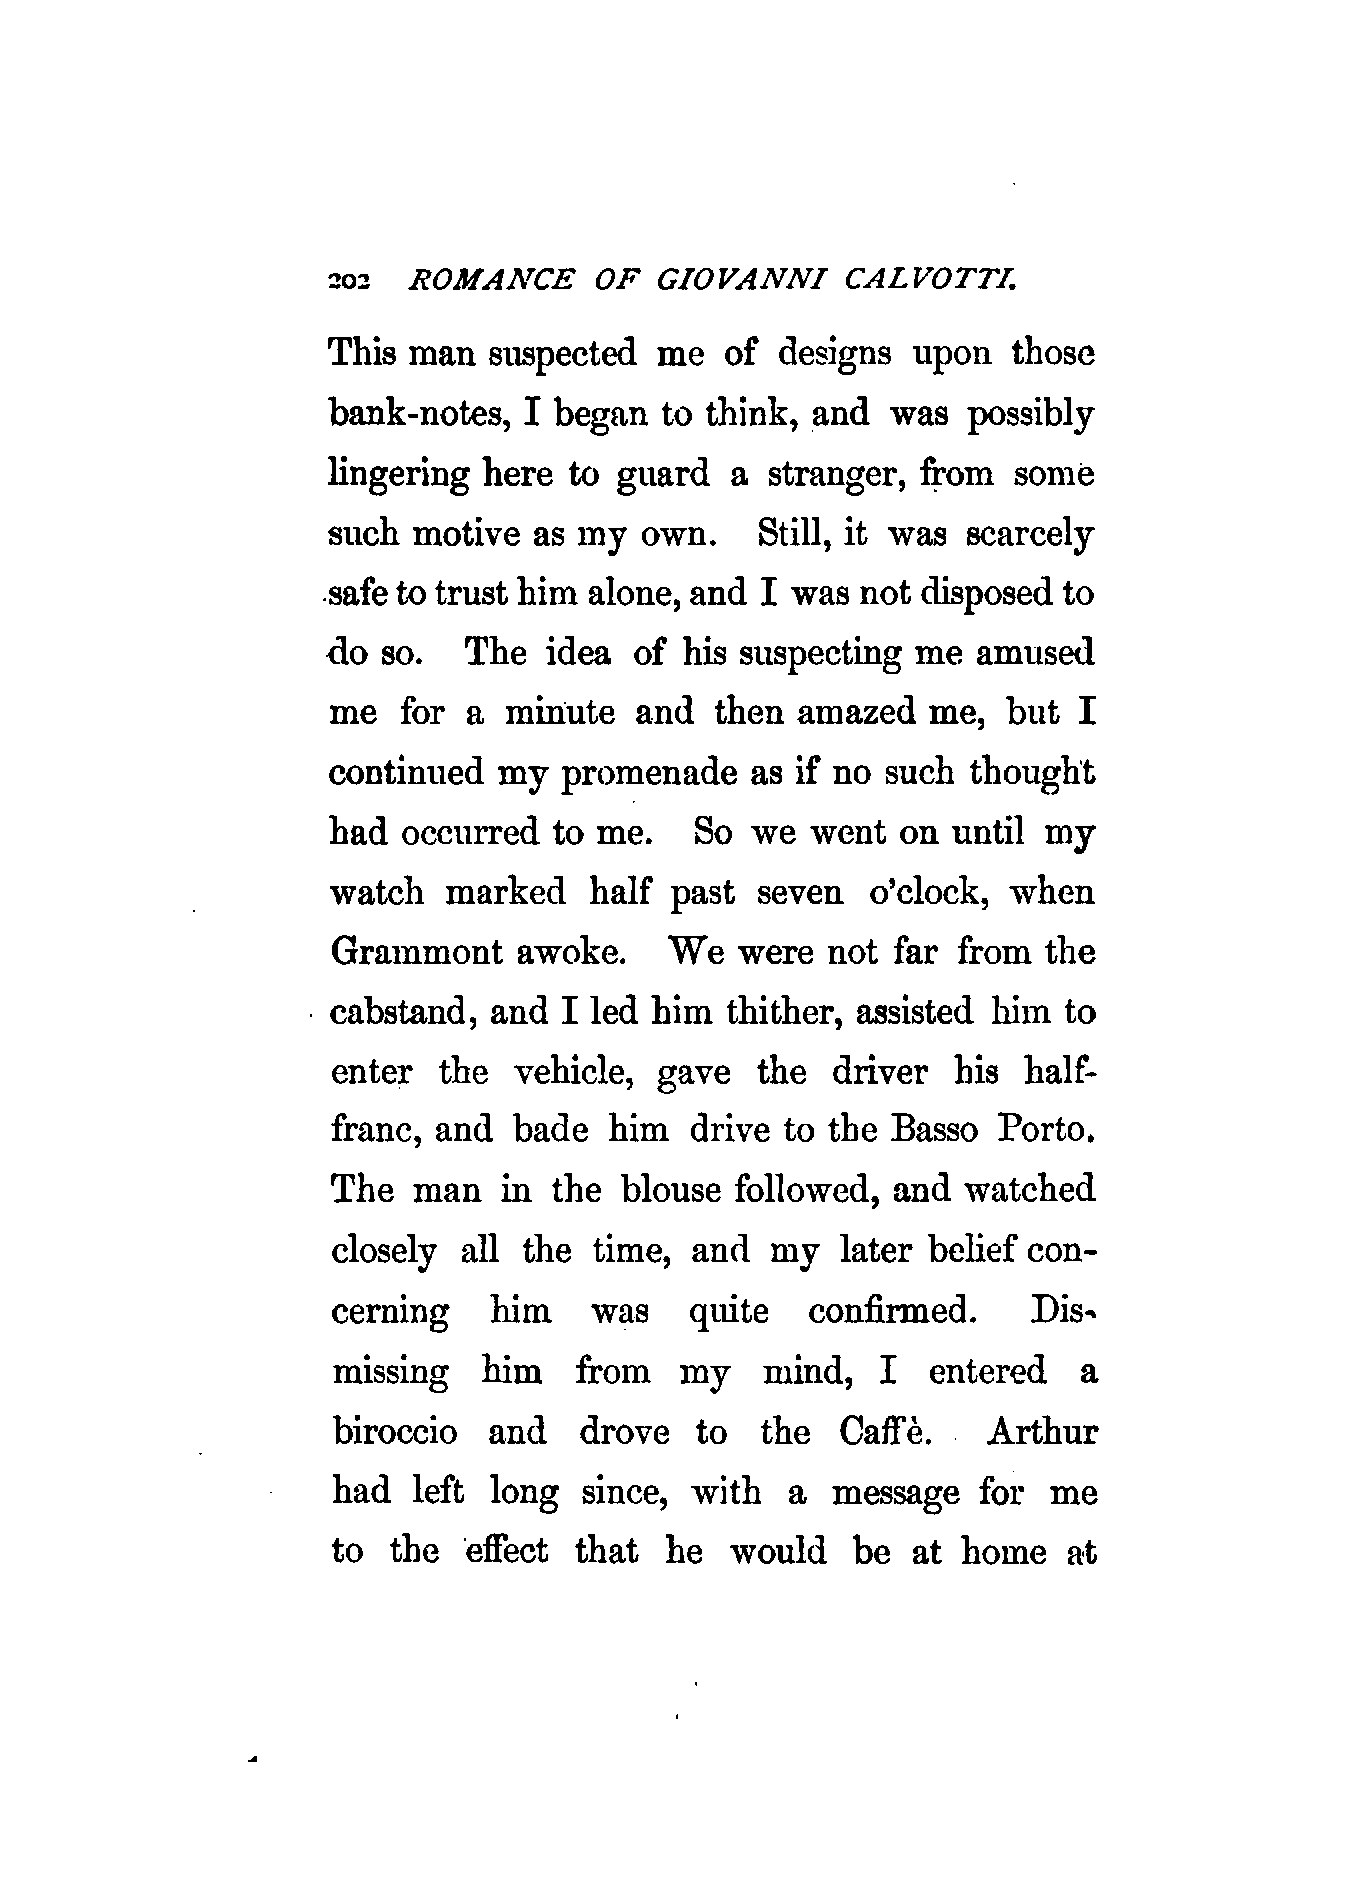 202 ROMANCE OF GIOVANNI CALVOTTI.
This man suspected me of designs upon those
bank-notes, I began to think, and was possibly
lingering here to guard a stranger, from some
such motive as my own. Still, it was scarcely
safe to trust him alone, and I was not disposed to
do so. The idea of his suspecting me amused
me for a minute and then amazed me, but I
continued my promenade as if no such thought
had occurred to me. So we went on until my
watch marked half past seven o'clock, when
Grammont awoke. We were not far from the
cabstand, and I led him thither, assisted him to
enter the vehicle, gave the driver his half-
franc, and bade him drive to the Basso Porto.
The man in the blouse followed, and watched
closely all the time, and my later belief con-
cerning him was quite confirmed. Dis-
missing him from my mind, I entered a
biroccio and drove to the Caffè. Arthur
had left long since, with a message for me
to the effect that he would be at home at